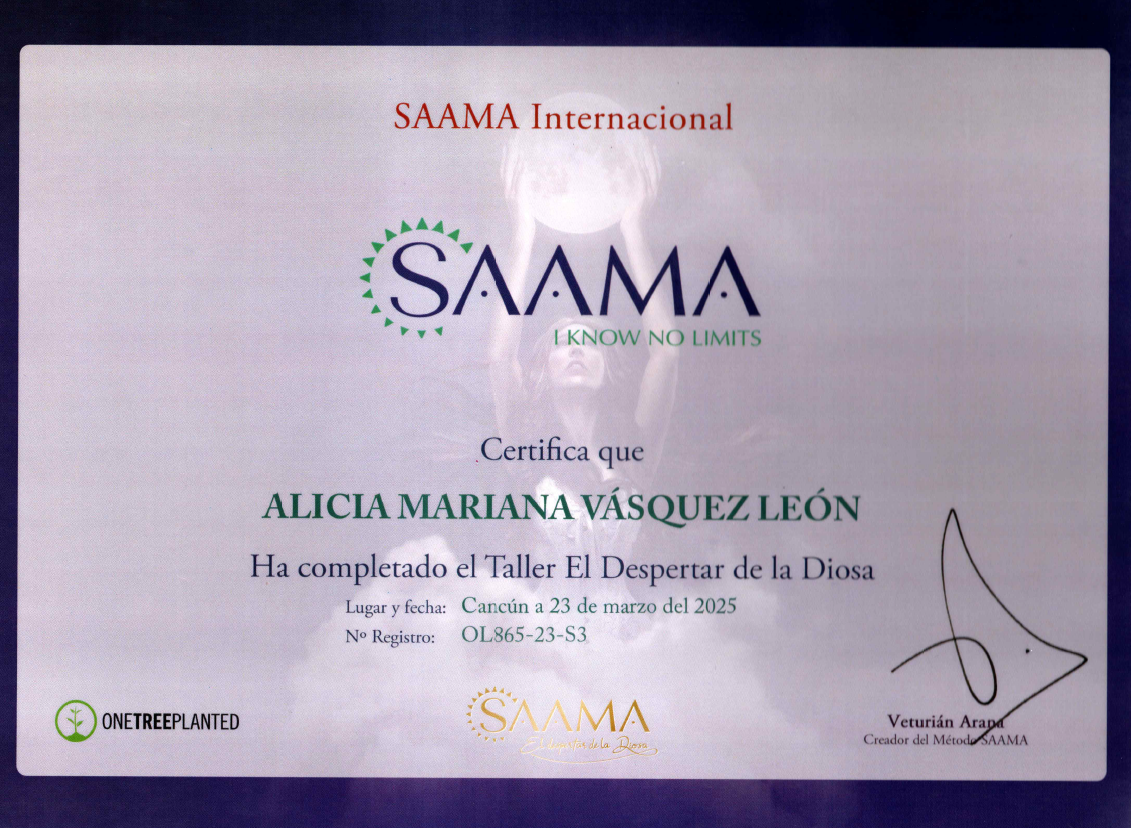 SAAMA Internacional
SAAMA
I KNOW NO LIMITS
Certifica que
ALICIA MARIANA VÁSQUEZ LEÓN
Ha completado el Taller El Despertar de la Diosa
Lugar y fecha: Cancún a 23 de marzo del 2025
Nº Registro: OL865-23-S3
ONETREEPLANTED
SAAMA
El despertar de la Diosa
Veturián Arana
Creador del Método SAAMA